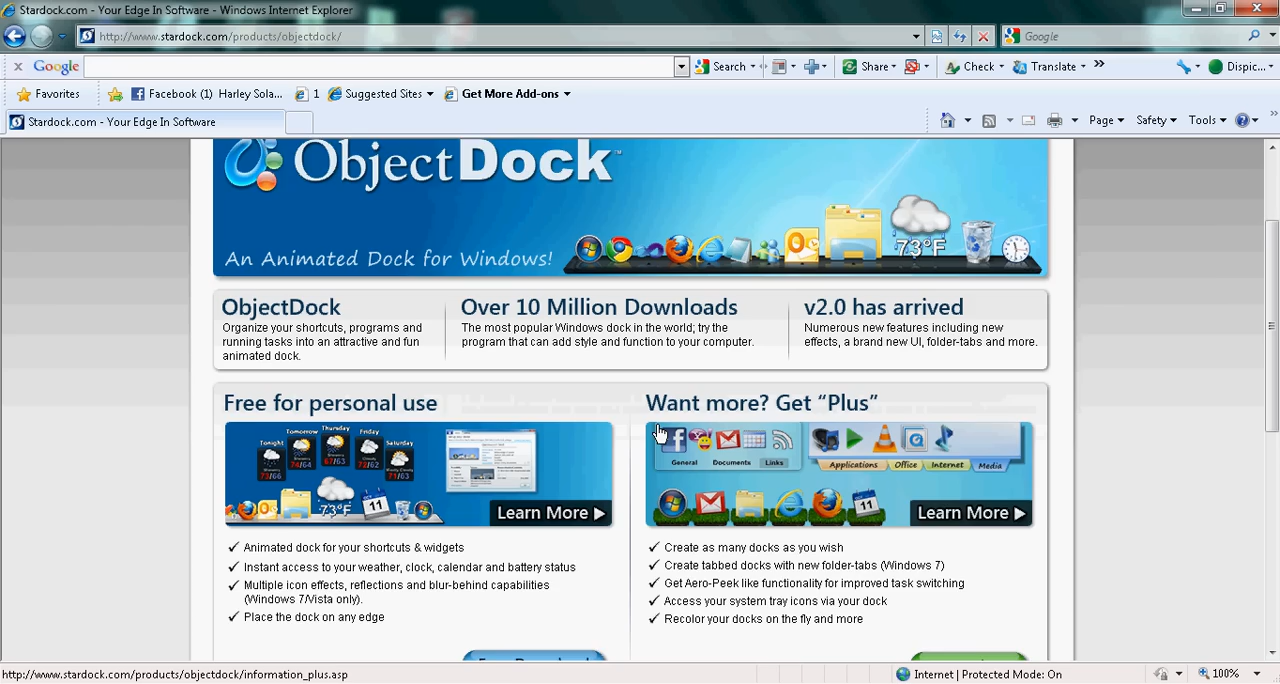 Stardock.com - Your Edge In Software - Windows Internet Explorer
http://www.stardock.com/products/objectdock/
Google
x Google Search Share Check Translate » Dispic...
Favorites Facebook (1) Harley Sola... 1 Suggested Sites Get More Add-ons
Stardock.com - Your Edge In Software
Page Safety Tools »
ObjectDock™
73°F
An Animated Dock for Windows!
ObjectDock
Organize your shortcuts, programs and
running tasks into an attractive and fun
animated dock.
Over 10 Million Downloads
The most popular Windows dock in the world; try the
program that can add style and function to your computer.
v2.0 has arrived
Numerous new features including new
effects, a brand new UI, folder-tabs and more.
Free for personal use
Tonight Tomorrow Thursday Friday Saturday
73°F 11
Learn More
✓ Animated dock for your shortcuts & widgets
✓ Instant access to your weather, clock, calendar and battery status
✓ Multiple icon effects, reflections and blur-behind capabilities
(Windows 7/Vista only).
✓ Place the dock on any edge
Want more? Get “Plus”
General Documents Links
Applications Office Internet Media
11
Learn More
✓ Create as many docks as you wish
✓ Create tabbed docks with new folder-tabs (Windows 7)
✓ Get Aero-Peek like functionality for improved task switching
✓ Access your system tray icons via your dock
✓ Recolor your docks on the fly and more
http://www.stardock.com/products/objectdock/information_plus.asp
Internet | Protected Mode: On
100%